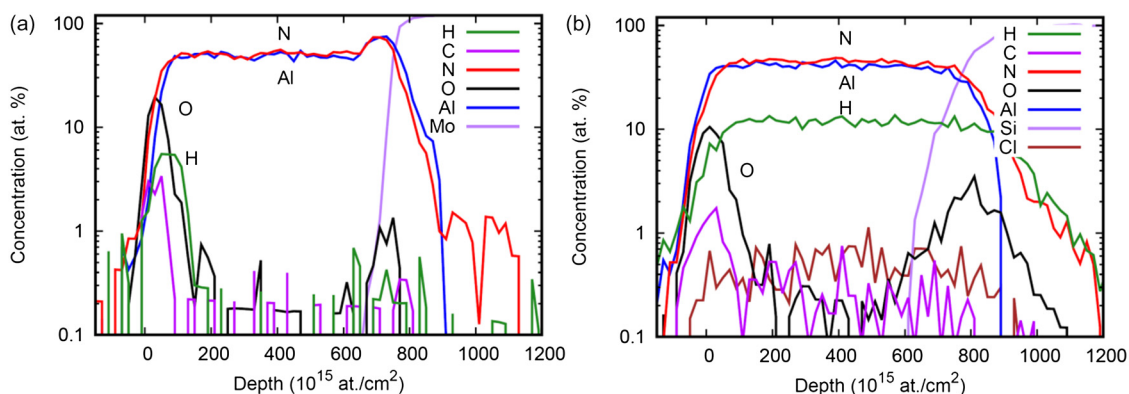 (a)
100
10
1
0.1
Concentration (at. %)
0 200 400 600 800 1000 1200
Depth (10¹⁵ at./cm²)
N
Al
O
H
H
C
N
O
Al
Mo
(b)
100
10
1
0.1
Concentration (at. %)
0 200 400 600 800 1000 1200
Depth (10¹⁵ at./cm²)
N
Al
H
O
H
C
N
O
Al
Si
Cl